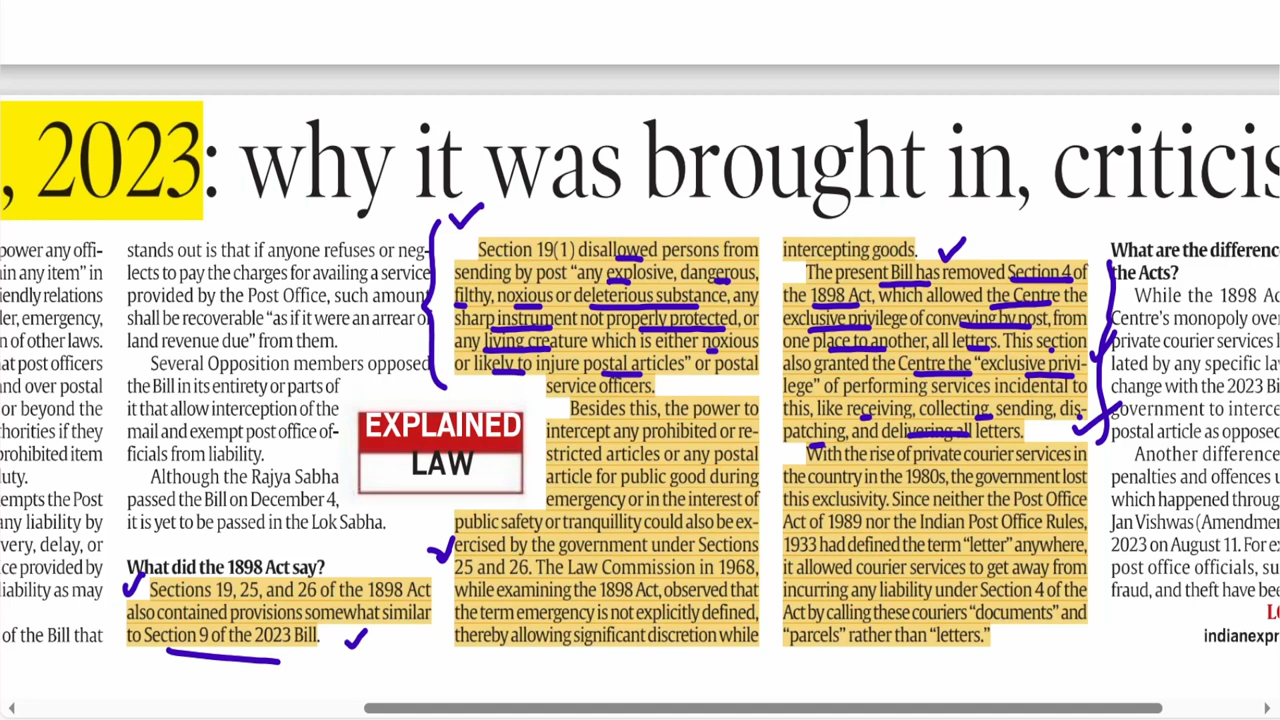 , 2023: why it was brought in, criticis
power any offi-
in any item” in
iendly relations
ler, emergency,
n of other laws.
at post officers
nd over postal
or beyond the
horities if they
rohibited item
uty.
empts the Post
any liability by
very, delay, or
ice provided by
liability as may
of the Bill that
stands out is that if anyone refuses or neg-
lects to pay the charges for availing a service
provided by the Post Office, such amoun
shall be recoverable “as if it were an arrear o
land revenue due” from them.
Several Opposition members opposed
the Bill in its entirety or parts of
it that allow interception of the
mail and exempt post office of-
ficials from liability.
Although the Rajya Sabha
passed the Bill on December 4,
it is yet to be passed in the Lok Sabha.
What did the 1898 Act say?
Sections 19, 25, and 26 of the 1898 Act
also contained provisions somewhat similar
to Section 9 of the 2023 Bill.
EXPLAINED
LAW
Section 19(1) disallowed persons from
sending by post “any explosive, dangerous,
filthy, noxious or deleterious substance, any
sharp instrument not properly protected, or
any living creature which is either noxious
or likely to injure postal articles” or postal
service officers.
Besides this, the power to
intercept any prohibited or re-
stricted articles or any postal
article for public good during
emergency or in the interest of
public safety or tranquillity could also be ex-
ercised by the government under Sections
25 and 26. The Law Commission in 1968,
while examining the 1898 Act, observed that
the term emergency is not explicitly defined,
thereby allowing significant discretion while
intercepting goods.
The present Bill has removed Section 4 of
the 1898 Act, which allowed the Centre the
exclusive privilege of conveying by post, from
one place to another, all letters. This section
also granted the Centre the “exclusive privi-
lege” of performing services incidental to
this, like receiving, collecting, sending, dis-
patching, and delivering all letters.
With the rise of private courier services in
the country in the 1980s, the government lost
this exclusivity. Since neither the Post Office
Act of 1989 nor the Indian Post Office Rules,
1933 had defined the term “letter” anywhere,
it allowed courier services to get away from
incurring any liability under Section 4 of the
Act by calling these couriers “documents” and
“parcels” rather than “letters.”
What are the differenc
the Acts?
While the 1898 Ac
Centre’s monopoly ove
private courier services
lated by any specific la
change with the 2023 Bi
government to interce
postal article as opposed
Another difference
penalties and offences u
which happened throug
Jan Vishwas (Amendmen
2023 on August 11. For e
post office officials, su
fraud, and theft have bee
indianexpr